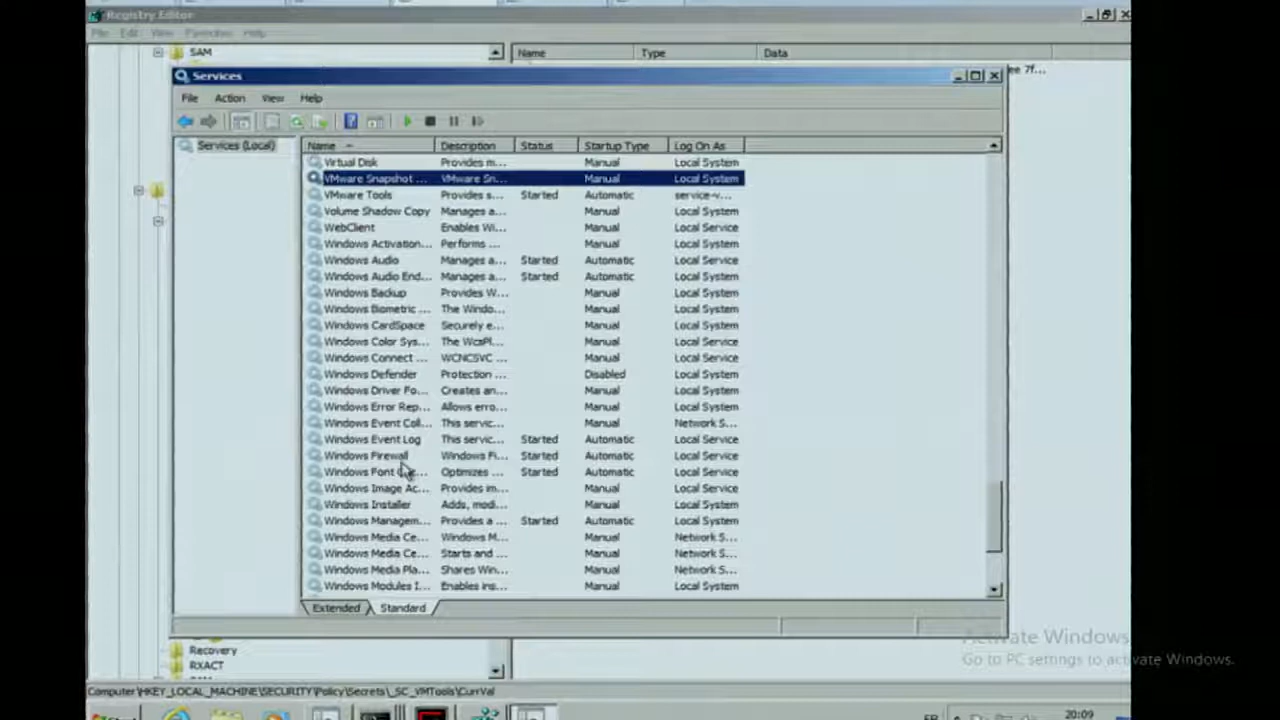 Registry Editor
File Edit View Favorites Help
SAM
Name Type Data
ee 7f...
Services
File Action View Help
Services (Local)
Name Description Status Startup Type Log On As
Virtual Disk Provides m... Manual Local System
VMware Snapshot ... VMware Sn... Manual Local System
VMware Tools Provides s... Started Automatic service-v...
Volume Shadow Copy Manages a... Manual Local System
WebClient Enables Wi... Manual Local Service
Windows Activation... Performs ... Manual Local System
Windows Audio Manages a... Started Automatic Local Service
Windows Audio End... Manages a... Started Automatic Local System
Windows Backup Provides W... Manual Local System
Windows Biometric ... The Windo... Manual Local System
Windows CardSpace Securely e... Manual Local System
Windows Color Sys... The WcsPl... Manual Local Service
Windows Connect ... WCNCSVC ... Manual Local Service
Windows Defender Protection ... Disabled Local System
Windows Driver Fo... Creates an... Manual Local System
Windows Error Rep... Allows erro... Manual Local System
Windows Event Coll... This servic... Manual Network S...
Windows Event Log This servic... Started Automatic Local Service
Windows Firewall Windows Fi... Started Automatic Local Service
Windows Font Optimizes ... Started Automatic Local Service
Windows Image Ac... Provides im... Manual Local Service
Windows Installer Adds, modi... Manual Local System
Windows Managem... Provides a ... Started Automatic Local System
Windows Media Ce... Windows M... Manual Network S...
Windows Media Ce... Starts and ... Manual Network S...
Windows Media Pla... Shares Win... Manual Network S...
Windows Modules I... Enables ins... Manual Local System
Extended Standard
Activate Windows
Go to PC settings to activate Windows.
Recovery
RXACT
Computer\HKEY_LOCAL_MACHINE\SECURITY\Policy\Secrets\_SC_VMTools\CurrVal
Start
FR
20:09